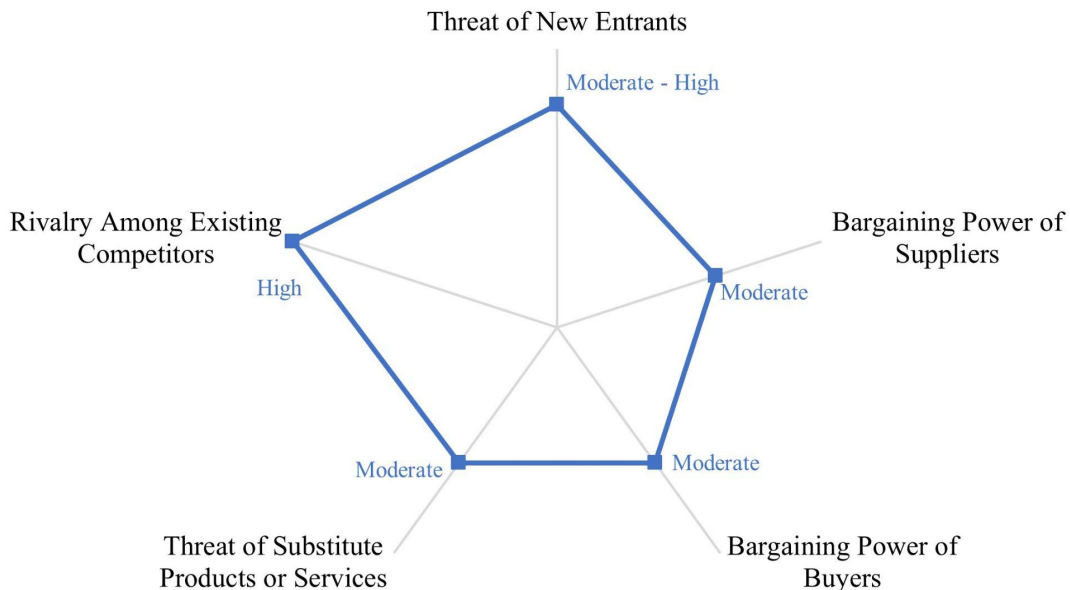 Threat of New Entrants
Moderate - High
Rivalry Among Existing
Competitors
High
Bargaining Power of
Suppliers
Moderate
Moderate
Moderate
Threat of Substitute
Products or Services
Bargaining Power of
Buyers